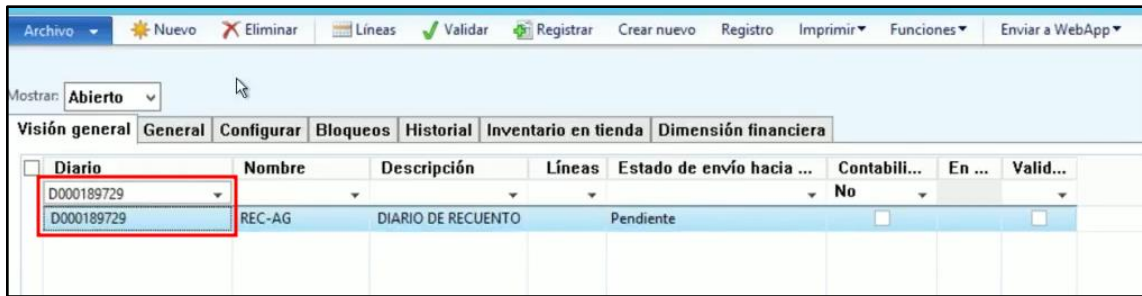 Archivo Nuevo Eliminar Líneas Validar Registrar Crear nuevo Registro Imprimir Funciones Enviar a WebApp
Mostrar: Abierto
Visión general General Configurar Bloqueos Historial Inventario en tienda Dimensión financiera
Diario Nombre Descripción Líneas Estado de envío hacia ... Contabili... En ... Valid...
D000189729 No
D000189729 REC-AG DIARIO DE RECUENTO Pendiente